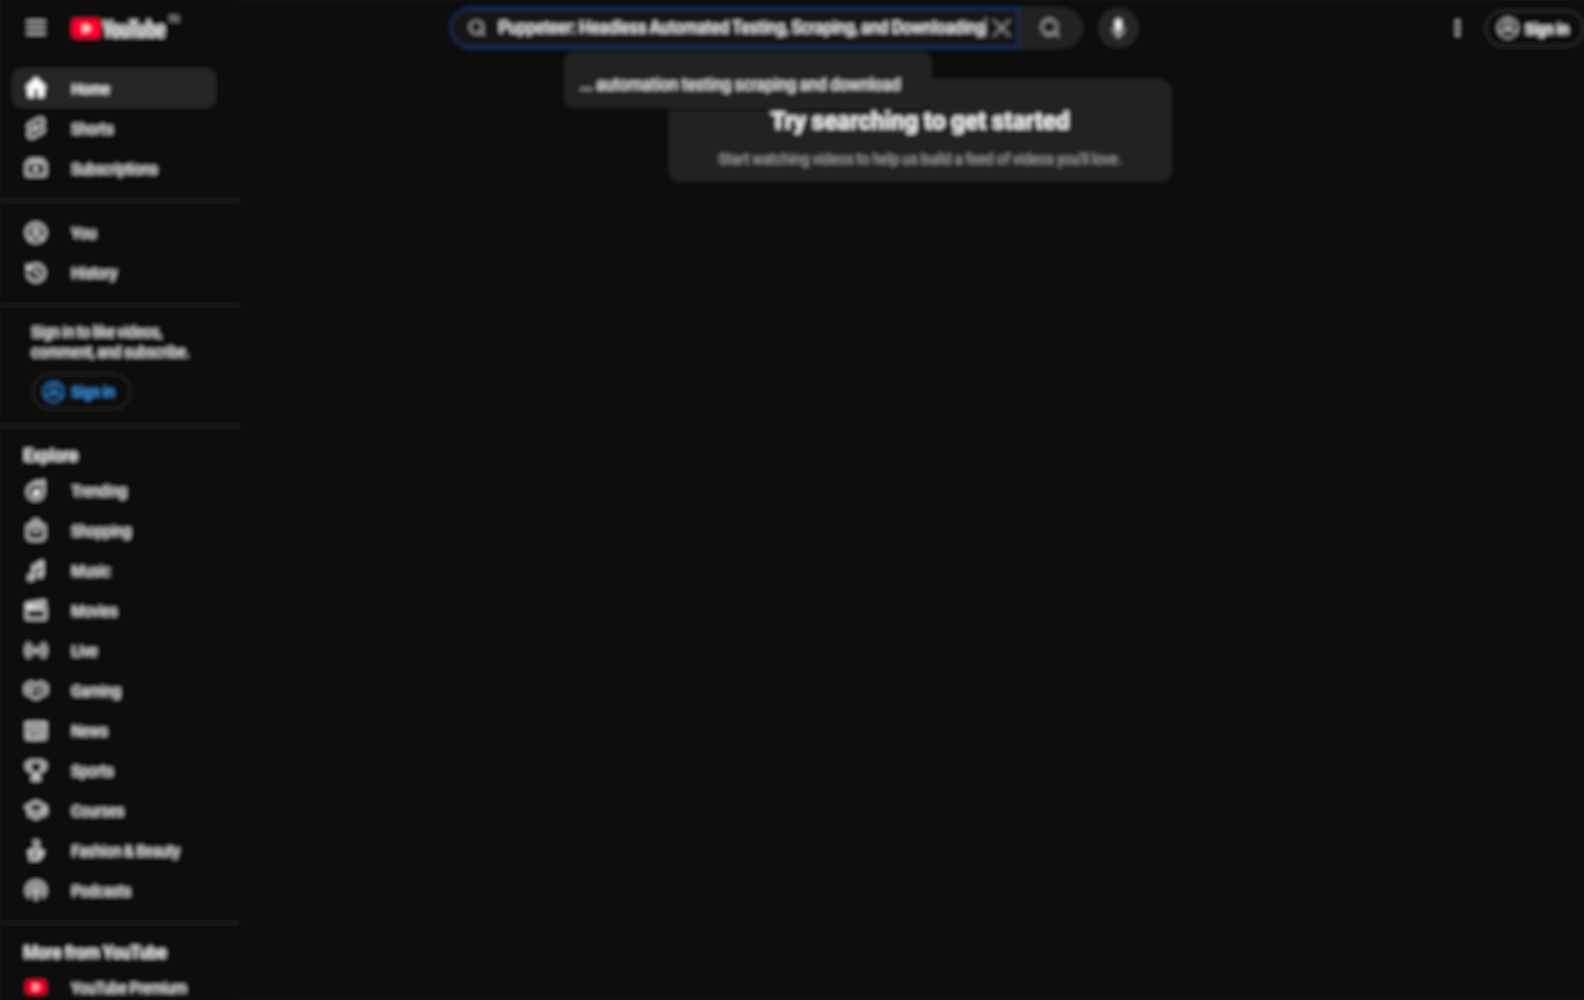 YouTube
Puppeteer: Headless Automated Testing, Scraping, and Downloading
Sign in
... automation testing scraping and download
Try searching to get started
Start watching videos to help us build a feed of videos you'll love.
Home
Shorts
Subscriptions
You
History
Sign in to like videos,
comment, and subscribe.
Sign in
Explore
Trending
Shopping
Music
Movies
Live
Gaming
News
Sports
Courses
Fashion & Beauty
Podcasts
More from YouTube
YouTube Premium